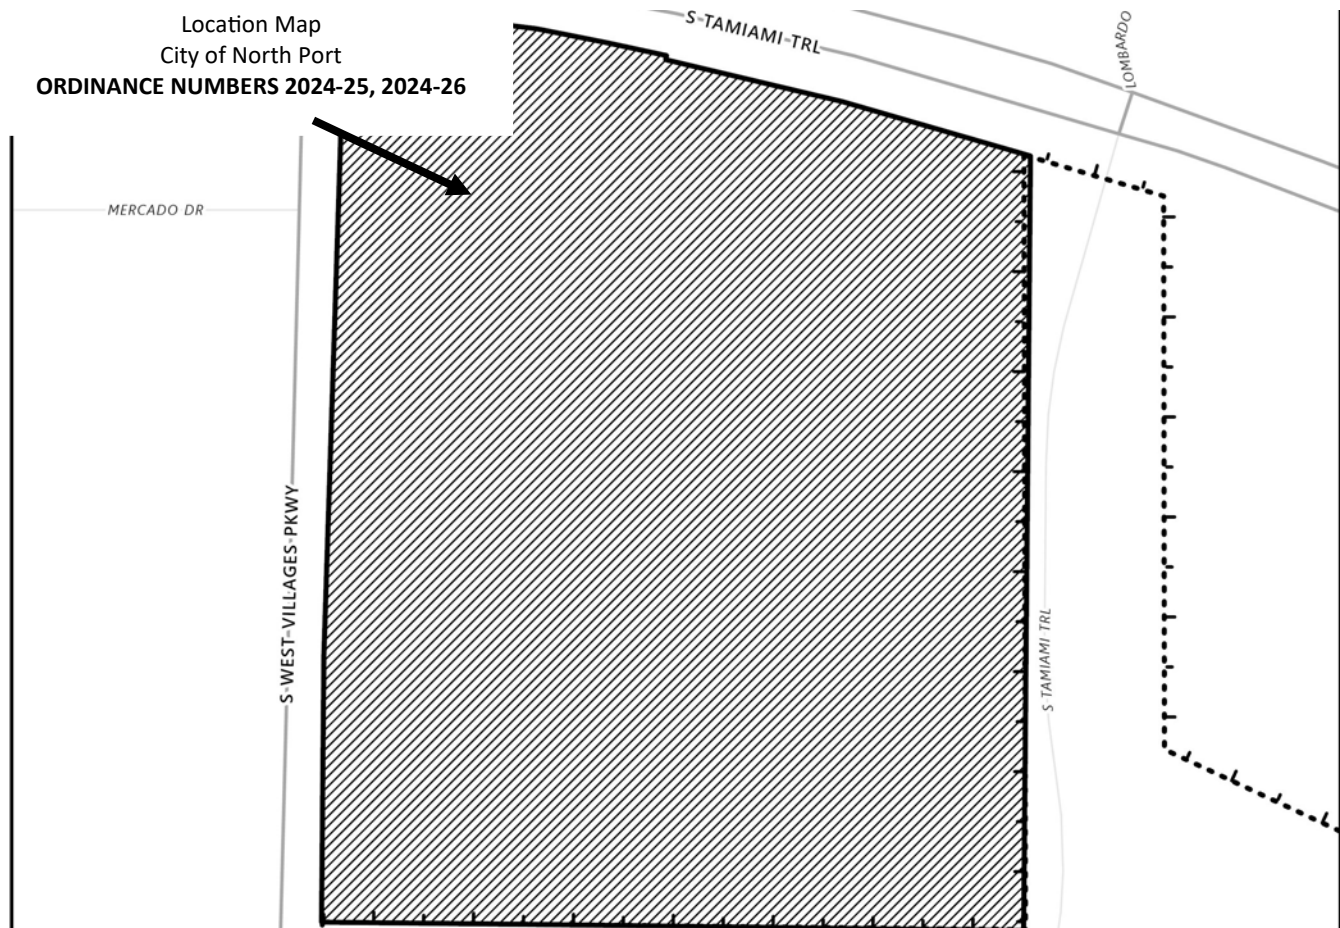 Location Map
City of North Port
ORDINANCE NUMBERS 2024-25, 2024-26
S TAMIAMI TRL
LOMBARDO
MERCADO DR
S WEST VILLAGES PKWY
S TAMIAMI TRL